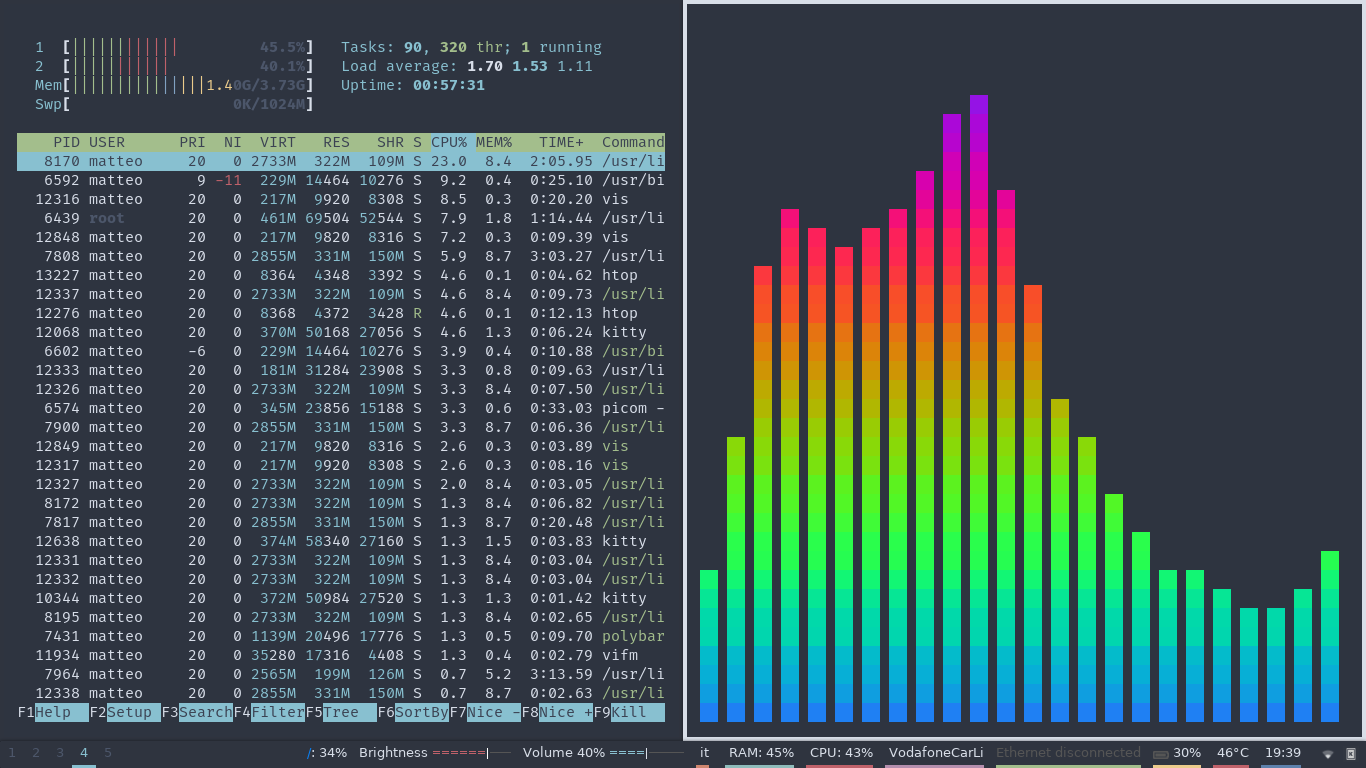 1 [|||||||||||| 45.5%] Tasks: 90, 320 thr; 1 running
2 [||||||||||| 40.1%] Load average: 1.70 1.53 1.11
Mem[|||||||||||||||1.40G/3.73G] Uptime: 00:57:31
Swp[ 0K/1024M]
PID USER PRI NI VIRT RES SHR S CPU% MEM% TIME+ Command
8170 matteo 20 0 2733M 322M 109M S 23.0 8.4 2:05.95 /usr/li
6592 matteo 9 -11 229M 14464 10276 S 9.2 0.4 0:25.10 /usr/bi
12316 matteo 20 0 217M 9920 8308 S 8.5 0.3 0:20.20 vis
6439 root 20 0 461M 69504 52544 S 7.9 1.8 1:14.44 /usr/li
12848 matteo 20 0 217M 9820 8316 S 7.2 0.3 0:09.39 vis
7808 matteo 20 0 2855M 331M 150M S 5.9 8.7 3:03.27 /usr/li
13227 matteo 20 0 8364 4348 3392 S 4.6 0.1 0:04.62 htop
12337 matteo 20 0 2733M 322M 109M S 4.6 8.4 0:09.73 /usr/li
12276 matteo 20 0 8368 4372 3428 R 4.6 0.1 0:12.13 htop
12068 matteo 20 0 370M 50168 27056 S 4.6 1.3 0:06.24 kitty
6602 matteo -6 0 229M 14464 10276 S 3.9 0.4 0:10.88 /usr/bi
12333 matteo 20 0 181M 31284 23908 S 3.3 0.8 0:09.63 /usr/li
12326 matteo 20 0 2733M 322M 109M S 3.3 8.4 0:07.50 /usr/li
6574 matteo 20 0 345M 23856 15188 S 3.3 0.6 0:33.03 picom -
7900 matteo 20 0 2855M 331M 150M S 3.3 8.7 0:06.36 /usr/li
12849 matteo 20 0 217M 9820 8316 S 2.6 0.3 0:03.89 vis
12317 matteo 20 0 217M 9920 8308 S 2.6 0.3 0:08.16 vis
12327 matteo 20 0 2733M 322M 109M S 2.0 8.4 0:03.05 /usr/li
8172 matteo 20 0 2733M 322M 109M S 1.3 8.4 0:06.82 /usr/li
7817 matteo 20 0 2855M 331M 150M S 1.3 8.7 0:20.48 /usr/li
12638 matteo 20 0 374M 58340 27160 S 1.3 1.5 0:03.83 kitty
12331 matteo 20 0 2733M 322M 109M S 1.3 8.4 0:03.04 /usr/li
12332 matteo 20 0 2733M 322M 109M S 1.3 8.4 0:03.04 /usr/li
10344 matteo 20 0 372M 50984 27520 S 1.3 1.3 0:01.42 kitty
8195 matteo 20 0 2733M 322M 109M S 1.3 8.4 0:02.65 /usr/li
7431 matteo 20 0 1139M 20496 17776 S 1.3 0.5 0:09.70 polybar
11934 matteo 20 0 35280 17316 4408 S 1.3 0.4 0:02.79 vifm
7964 matteo 20 0 2565M 199M 126M S 0.7 5.2 3:13.59 /usr/li
12338 matteo 20 0 2855M 331M 150M S 0.7 8.7 0:02.63 /usr/li
F1Help F2Setup F3SearchF4FilterF5Tree F6SortByF7Nice -F8Nice +F9Kill
1 2 3 4 5 /: 34% Brightness ======|── Volume 40% ====|──── it RAM: 45% CPU: 43% VodafoneCarLi Ethernet disconnected 30% 46°C 19:39